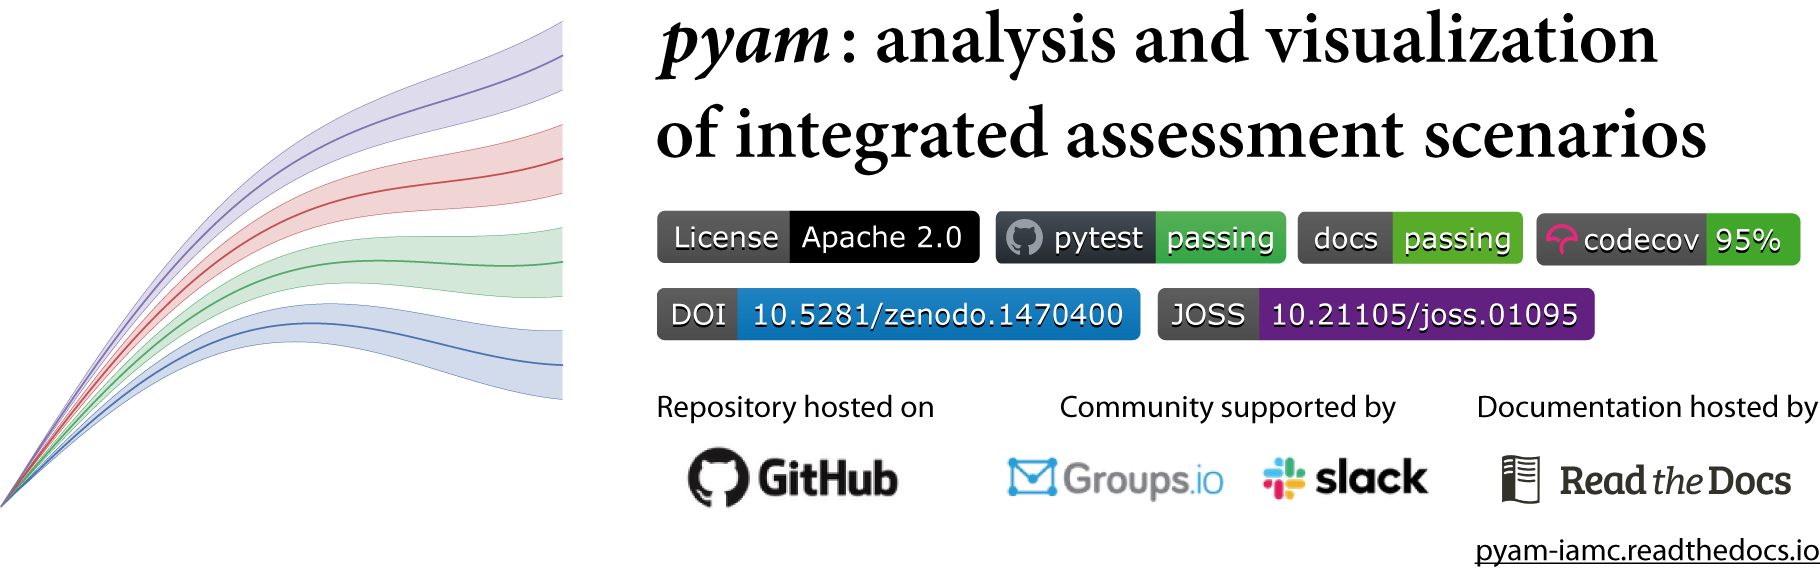 pyam: analysis and visualization
of integrated assessment scenarios
License Apache 2.0 pytest passing docs passing codecov 95%
DOI 10.5281/zenodo.1470400 JOSS 10.21105/joss.01095
Repository hosted on Community supported by Documentation hosted by
GitHub Groups.io slack Read the Docs
pyam-iamc.readthedocs.io